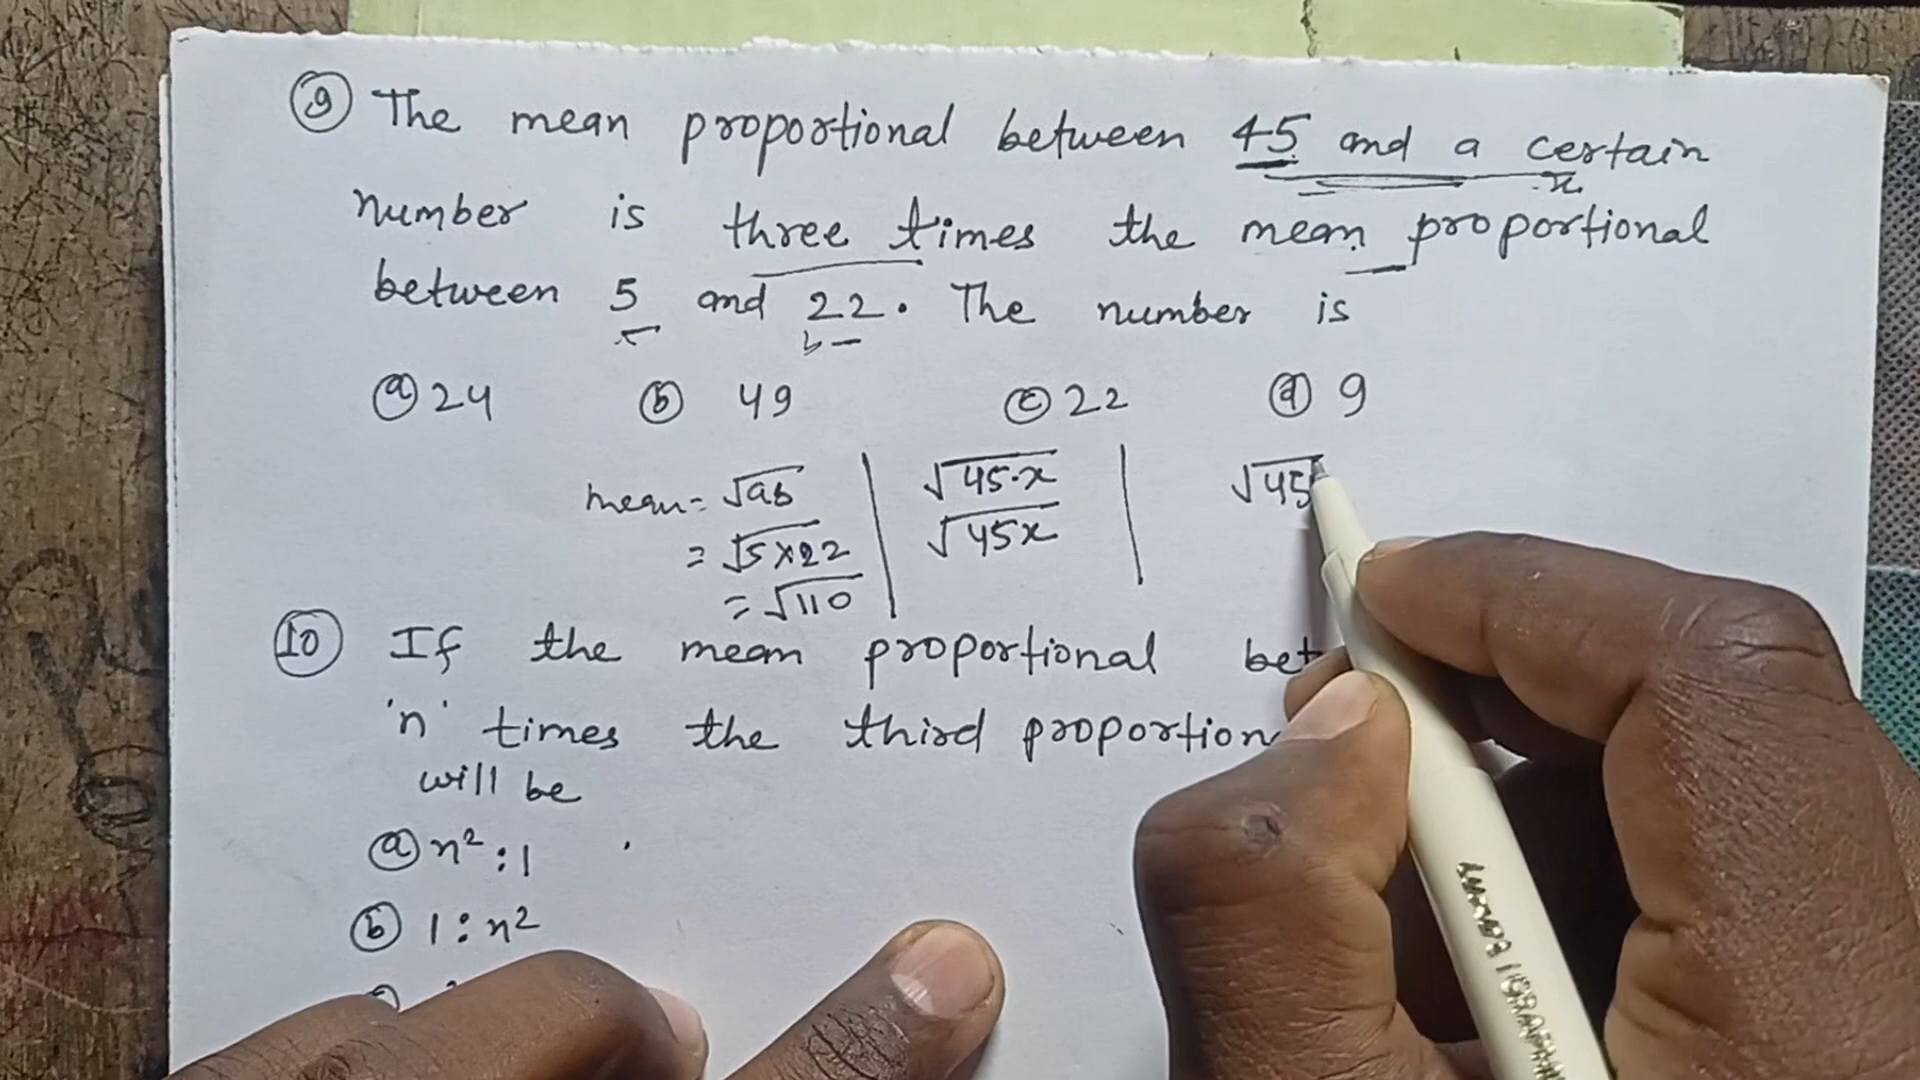 9 The mean proportional between 45 and a certain
x
number is three times the mean proportional
between 5 and 22. The number is
a 24 b 49 c 22 d 9
mean = √ab
= √5×22
= √110
√45·x
√45x
√45
10 If the mean proportional bet
'n' times the third proportion
will be
a n² : 1
b 1 : n²